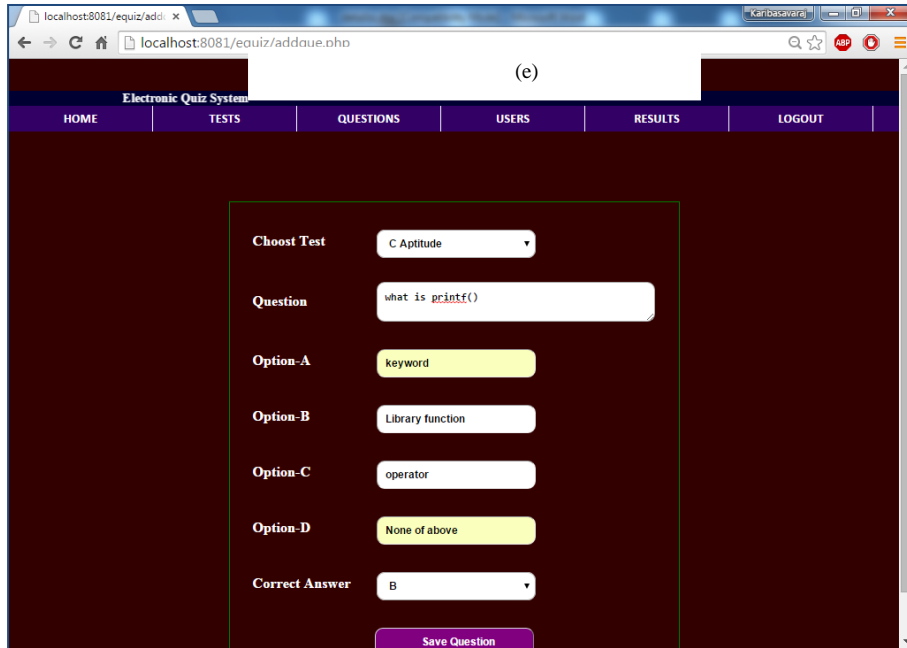 localhost:8081/equiz/add
Karibasavaraj
localhost:8081/equiz/addque.php
ABP
(e)
Electronic Quiz System
HOME TESTS QUESTIONS USERS RESULTS LOGOUT
Choost Test C Aptitude
Question what is printf()
Option-A keyword
Option-B Library function
Option-C operator
Option-D None of above
Correct Answer B
Save Question